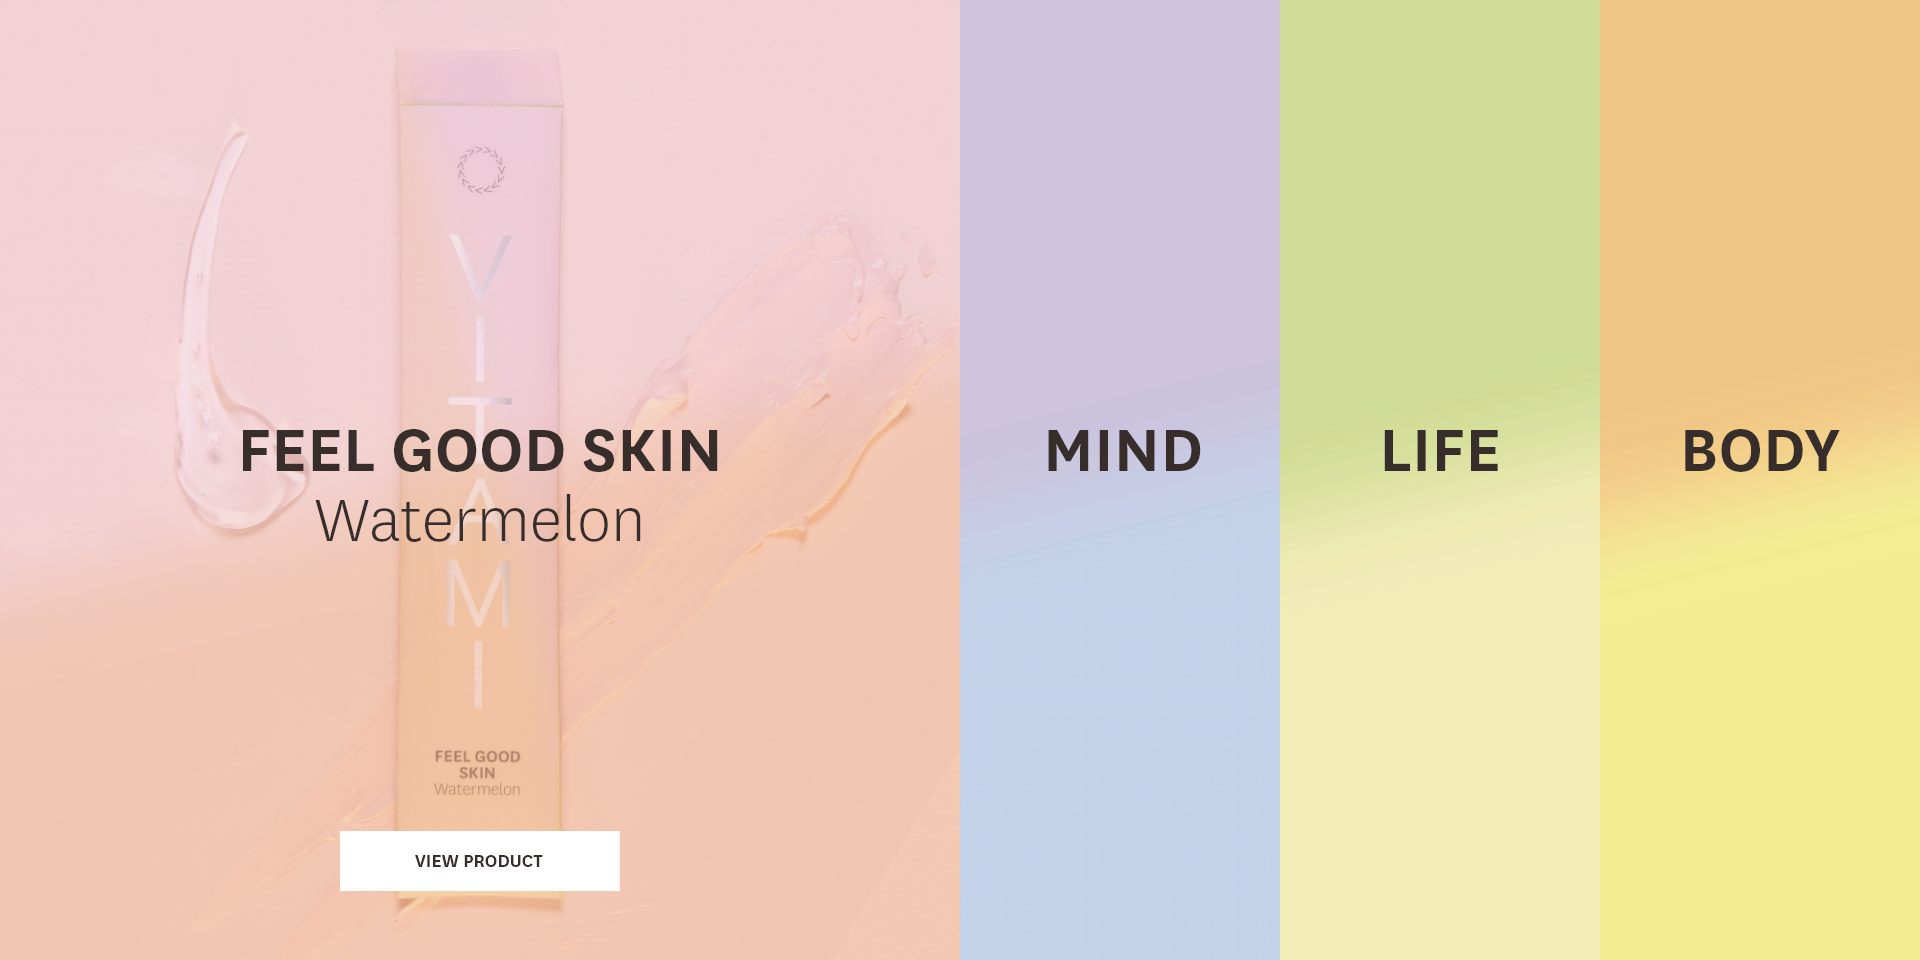 VITAMI
FEEL GOOD SKIN
Watermelon
FEEL GOOD
SKIN
Watermelon
VIEW PRODUCT
MIND
LIFE
BODY